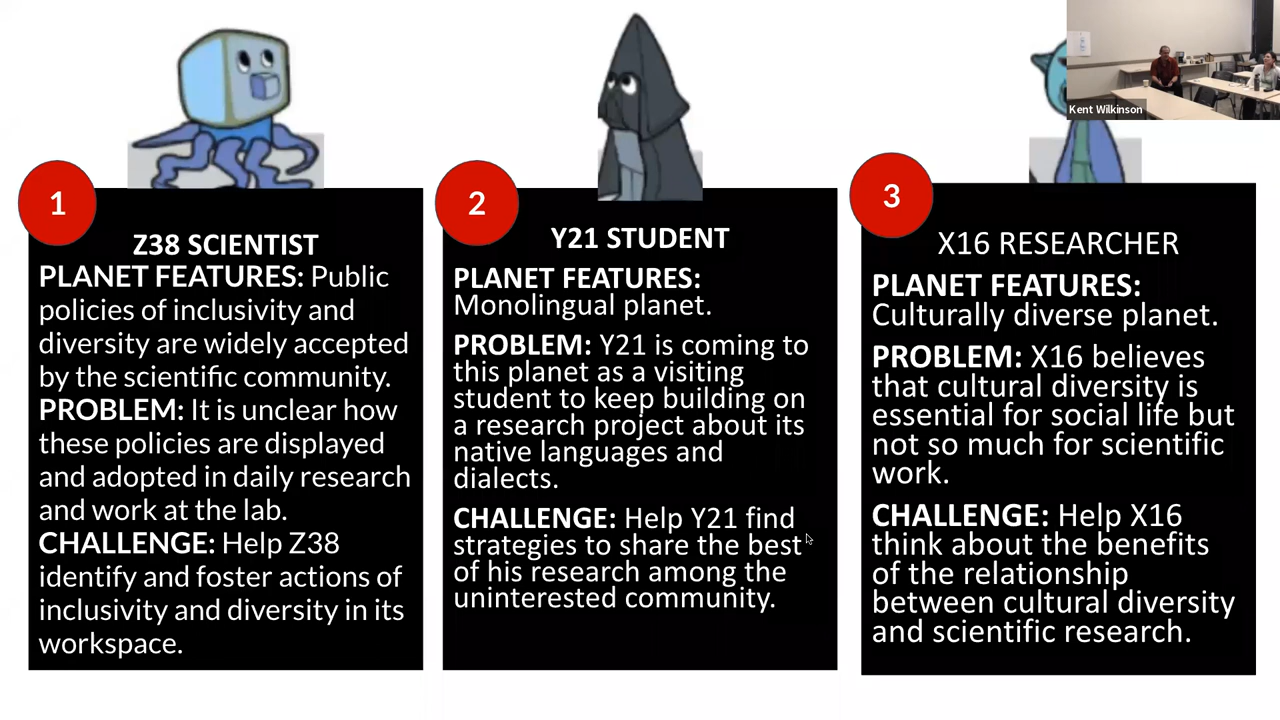 Kent Wilkinson
1
Z38 SCIENTIST
PLANET FEATURES: Public
policies of inclusivity and
diversity are widely accepted
by the scientific community.
PROBLEM: It is unclear how
these policies are displayed
and adopted in daily research
and work at the lab.
CHALLENGE: Help Z38
identify and foster actions of
inclusivity and diversity in its
workspace.
2
Y21 STUDENT
PLANET FEATURES:
Monolingual planet.
PROBLEM: Y21 is coming to
this planet as a visiting
student to keep building on
a research project about its
native languages and
dialects.
CHALLENGE: Help Y21 find
strategies to share the best
of his research among the
uninterested community.
3
X16 RESEARCHER
PLANET FEATURES:
Culturally diverse planet.
PROBLEM: X16 believes
that cultural diversity is
essential for social life but
not so much for scientific
work.
CHALLENGE: Help X16
think about the benefits
of the relationship
between cultural diversity
and scientific research.